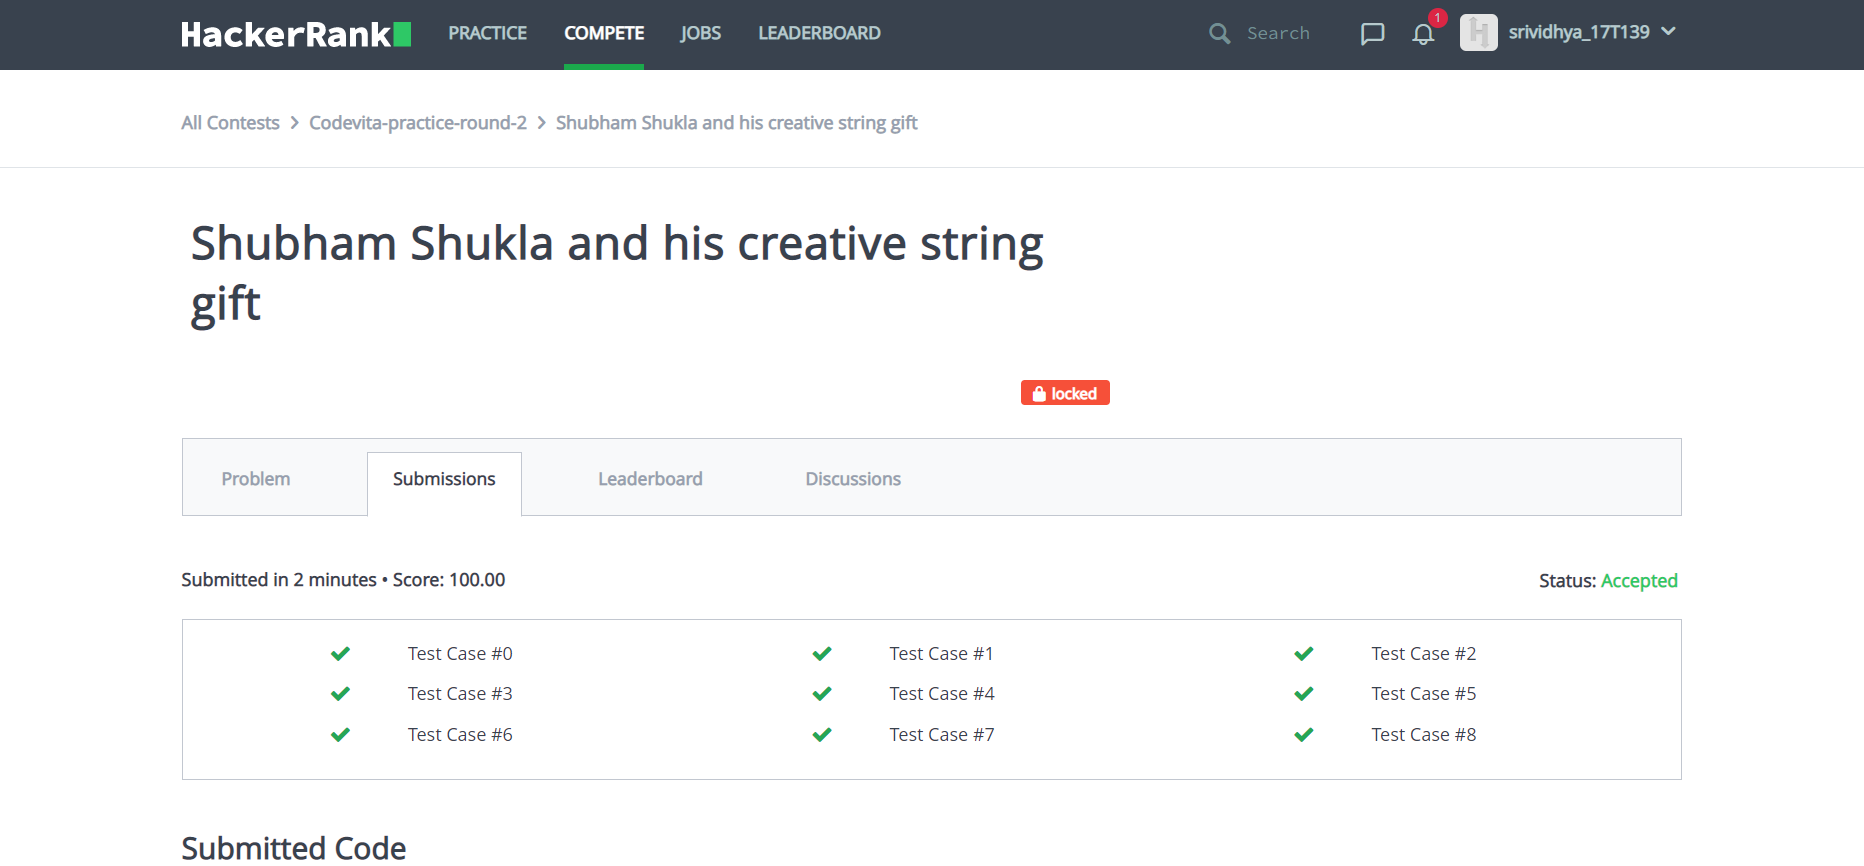 HackerRank PRACTICE COMPETE JOBS LEADERBOARD Search 1 srividhya_17T139
All Contests > Codevita-practice-round-2 > Shubham Shukla and his creative string gift
Shubham Shukla and his creative string
gift
locked
Problem Submissions Leaderboard Discussions
Submitted in 2 minutes • Score: 100.00 Status: Accepted
Test Case #0 Test Case #1 Test Case #2
Test Case #3 Test Case #4 Test Case #5
Test Case #6 Test Case #7 Test Case #8
Submitted Code